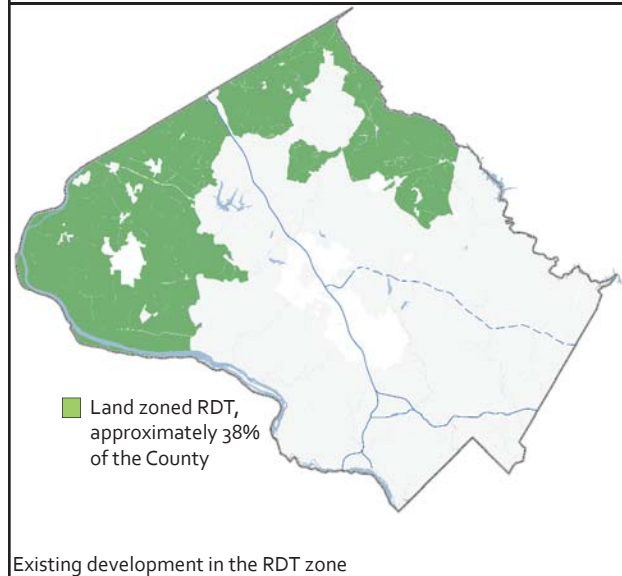 Land zoned RDT,
approximately 38%
of the County
Existing development in the RDT zone